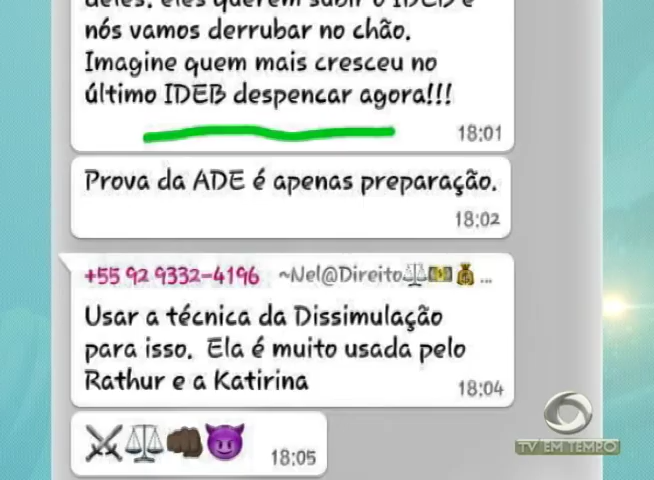 deles, eles querem subir o IDEB e
nós vamos derrubar no chão.
Imagine quem mais cresceu no
último IDEB despencar agora!!!
18:01
Prova da ADE é apenas preparação.
18:02
+55 92 9332-4196 ~Nel@Direito⚖️💵💰...
Usar a técnica da Dissimulação
para isso. Ela é muito usada pelo
Rathur e a Katirina
18:04
⚔️⚖️👊🏿😈
18:05
TV EM TEMPO